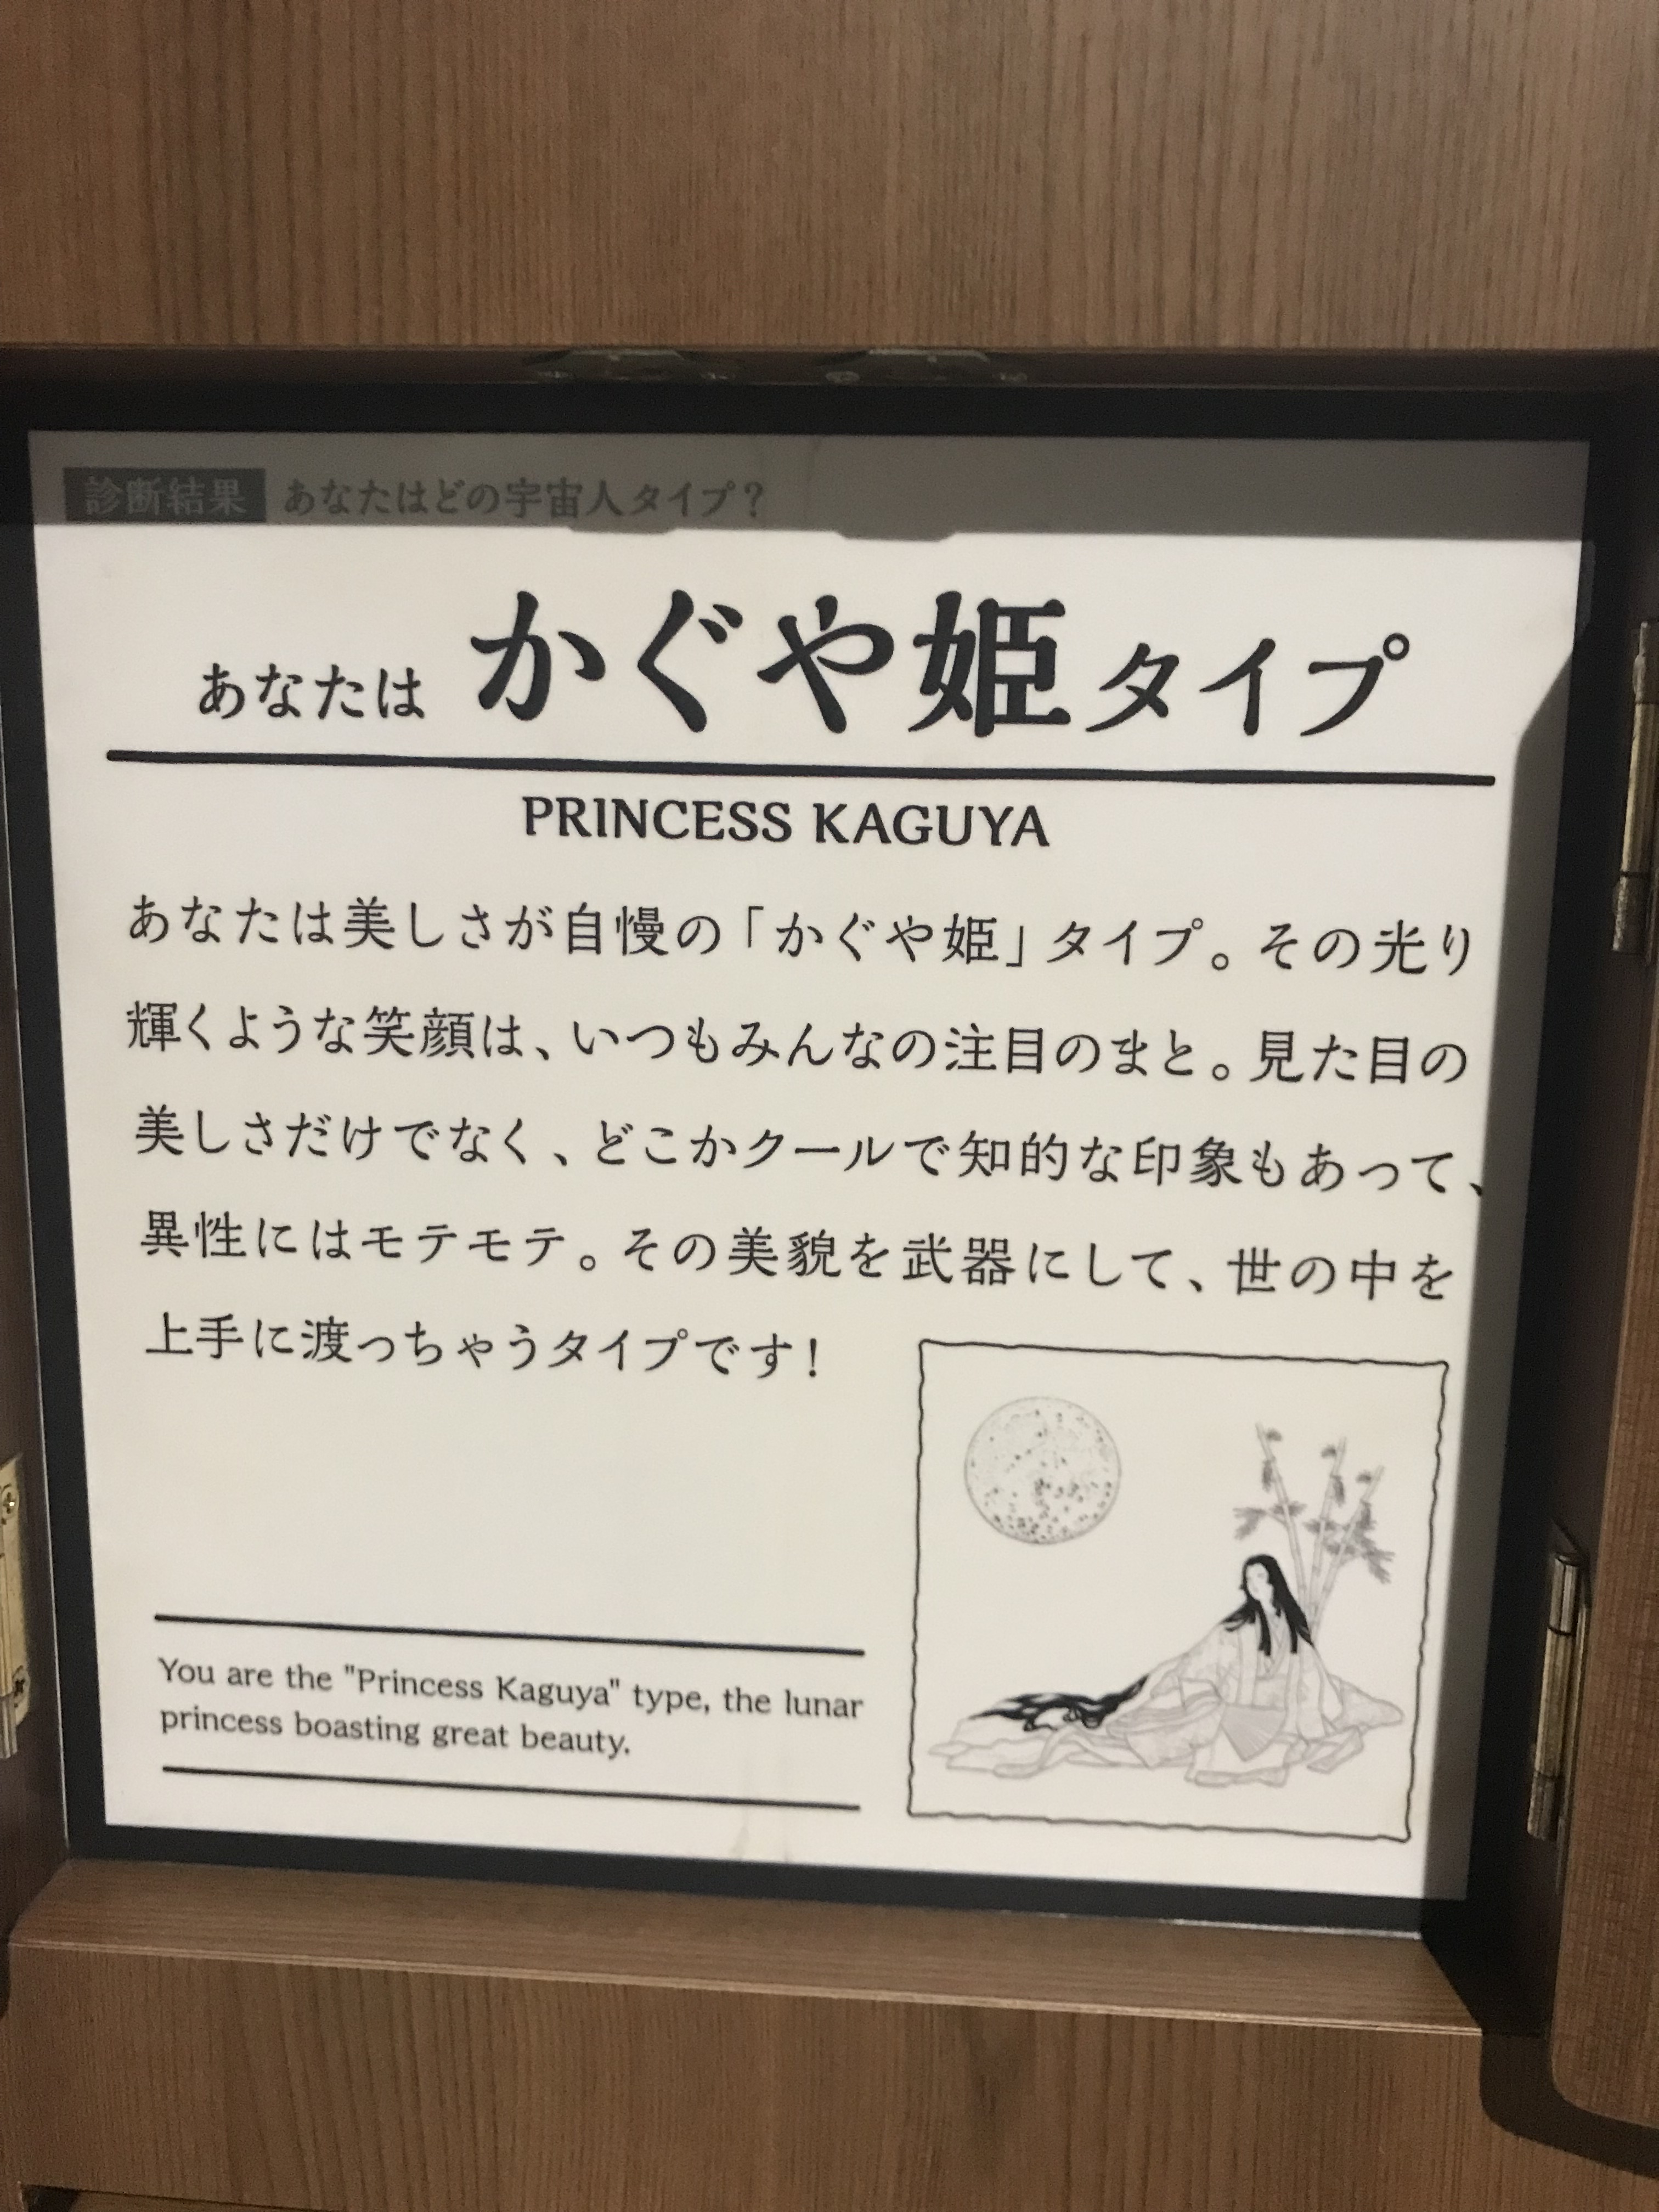 診断結果 あなたはどの宇宙人タイプ?
あなたは かぐや姫タイプ
PRINCESS KAGUYA
あなたは美しさが自慢の「かぐや姫」タイプ。その光り
輝くような笑顔は、いつもみんなの注目のまと。見た目の
美しさだけでなく、どこかクールで知的な印象もあって、
異性にはモテモテ。その美貌を武器にして、世の中を
上手に渡っちゃうタイプです!
You are the "Princess Kaguya" type, the lunar
princess boasting great beauty.